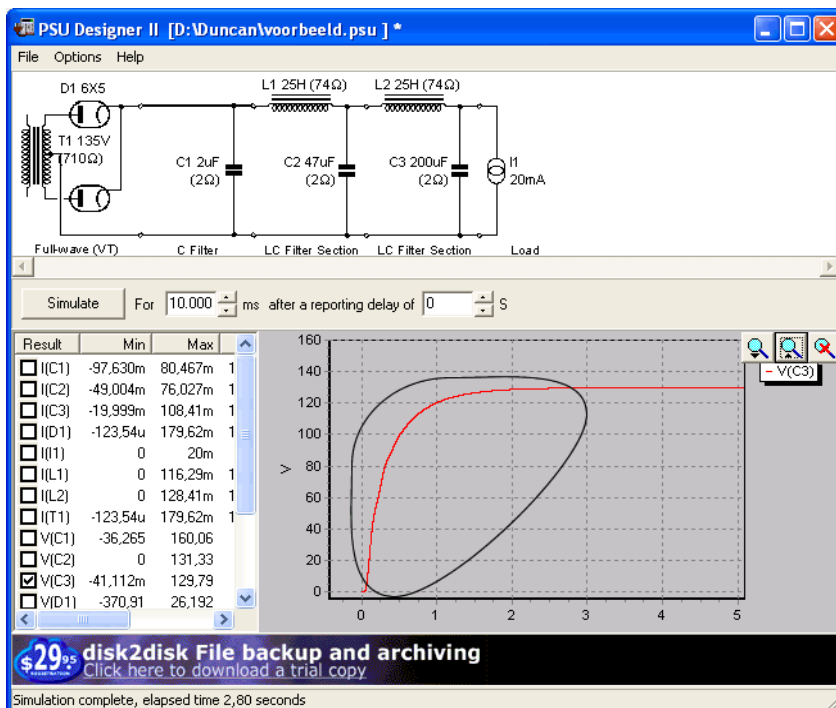 PSU Designer II [D:\Duncan\voorbeeld.psu ] *
File Options Help
D1 6X5
L1 25H (74Ω) L2 25H (74Ω)
T1 135V
(710Ω)
C1 2uF
(2Ω)
C2 47uF
(2Ω)
C3 200uF
(2Ω)
I1
20mA
Full-wave (VT) C Filter LC Filter Section LC Filter Section Load
Simulate For 10.000 ms after a reporting delay of 0 S
Result Min Max
I(C1) -97,630m 80,467m 1
I(C2) -49,004m 76,027m 1
I(C3) -19,999m 108,41m 1
I(D1) -123,54u 179,62m 1
I(I1) 0 20m
I(L1) 0 116,29m 1
I(L2) 0 128,41m 1
I(T1) -123,54u 179,62m 1
V(C1) -36,265 160,06
V(C2) 0 131,33
V(C3) -41,112m 129,79
V(D1) -370,91 26,192
160
140
120
100
80
60
40
20
0
V
0 1 2 3 4 5
V(C3)
$29.95 disk2disk File backup and archiving
Click here to download a trial copy
Simulation complete, elapsed time 2,80 seconds